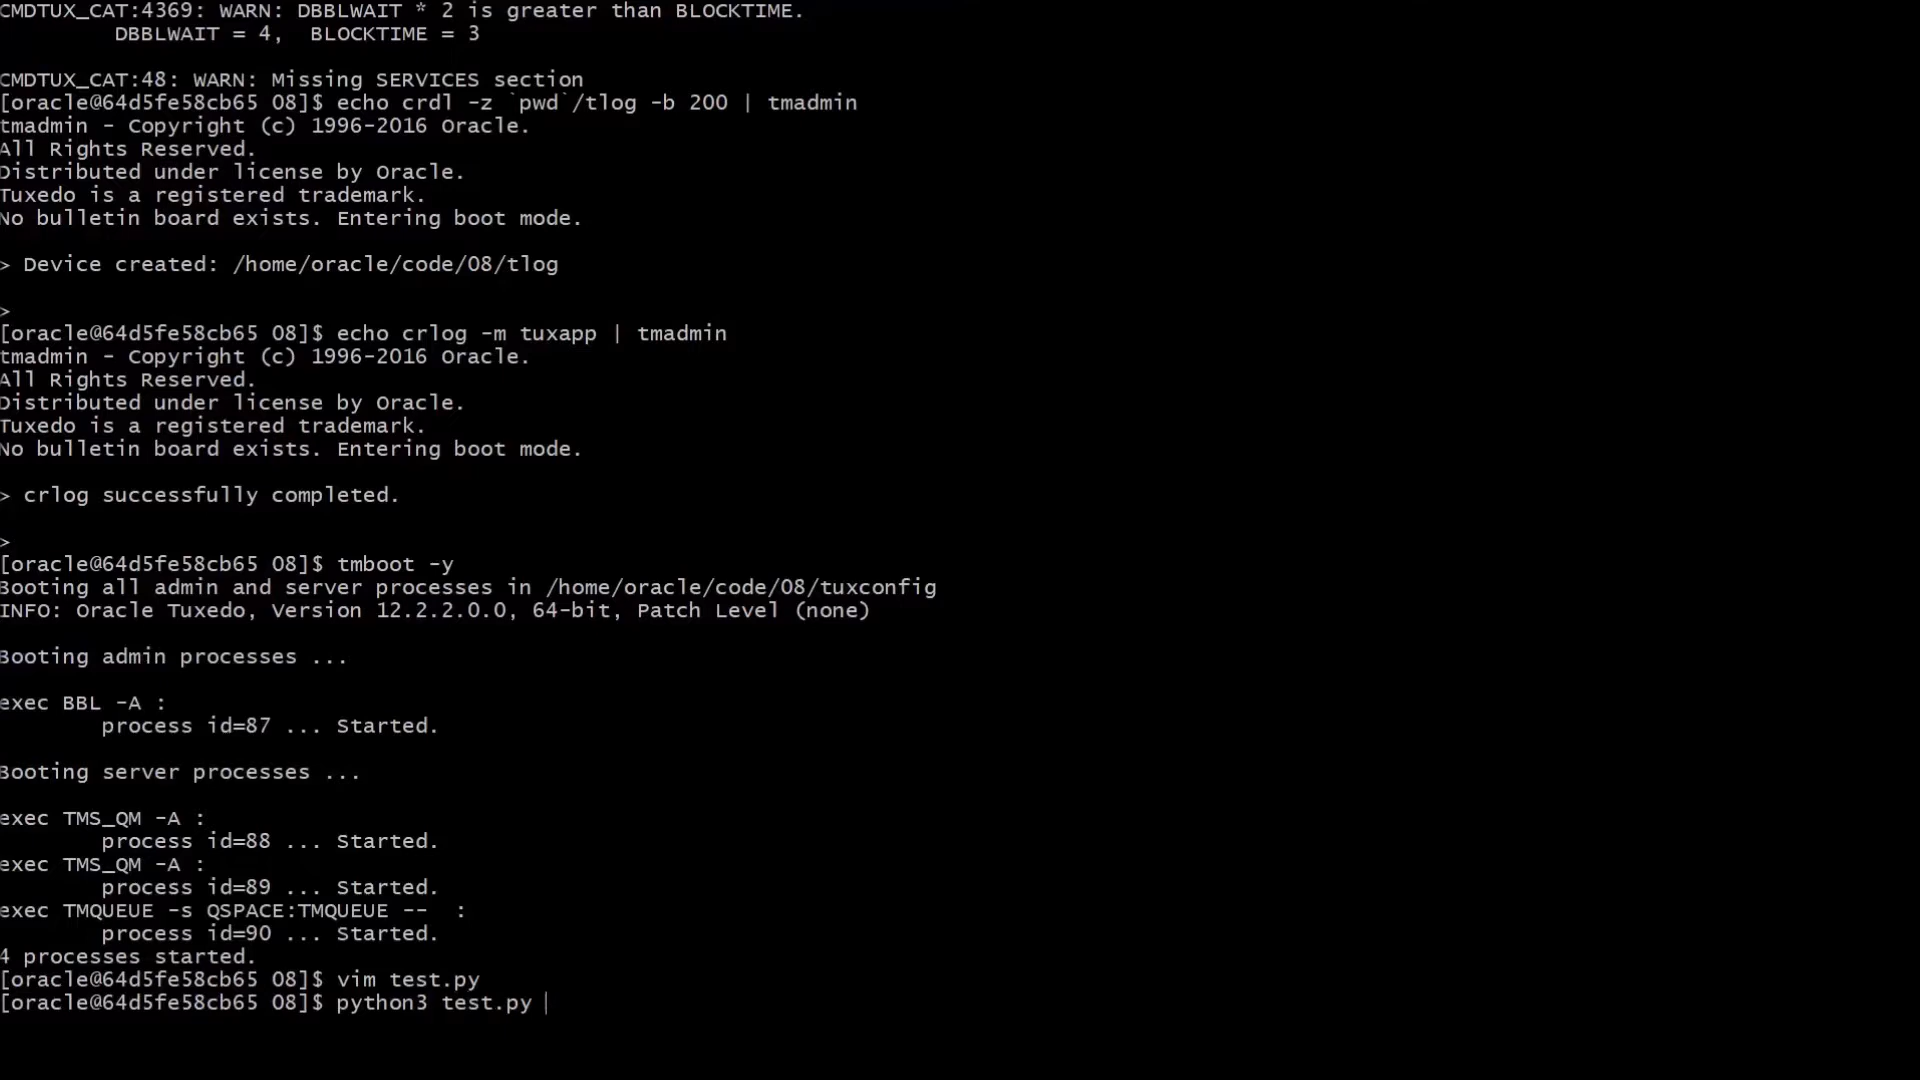 CMDTUX_CAT:4369: WARN: DBBLWAIT * 2 is greater than BLOCKTIME.
DBBLWAIT = 4,  BLOCKTIME = 3
CMDTUX_CAT:48: WARN: Missing SERVICES section
[oracle@64d5fe58cb65 08]$ echo crdl -z `pwd`/tlog -b 200 | tmadmin
tmadmin - Copyright (c) 1996-2016 Oracle.
All Rights Reserved.
Distributed under license by Oracle.
Tuxedo is a registered trademark.
No bulletin board exists. Entering boot mode.
> Device created: /home/oracle/code/08/tlog
>
[oracle@64d5fe58cb65 08]$ echo crlog -m tuxapp | tmadmin
tmadmin - Copyright (c) 1996-2016 Oracle.
All Rights Reserved.
Distributed under license by Oracle.
Tuxedo is a registered trademark.
No bulletin board exists. Entering boot mode.
> crlog successfully completed.
>
[oracle@64d5fe58cb65 08]$ tmboot -y
Booting all admin and server processes in /home/oracle/code/08/tuxconfig
INFO: Oracle Tuxedo, Version 12.2.2.0.0, 64-bit, Patch Level (none)
Booting admin processes ...
exec BBL -A :
process id=87 ... Started.
Booting server processes ...
exec TMS_QM -A :
process id=88 ... Started.
exec TMS_QM -A :
process id=89 ... Started.
exec TMQUEUE -s QSPACE:TMQUEUE --  :
process id=90 ... Started.
4 processes started.
[oracle@64d5fe58cb65 08]$ vim test.py
[oracle@64d5fe58cb65 08]$ python3 test.py